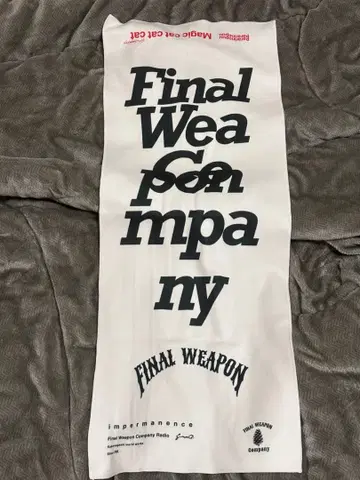 Magic cat cat cat
Final
Wea
Co
pon
mpa
ny
FINAL WEAPON
impermanence
Final Weapon Company Radio
FINAL WEAPON
Company